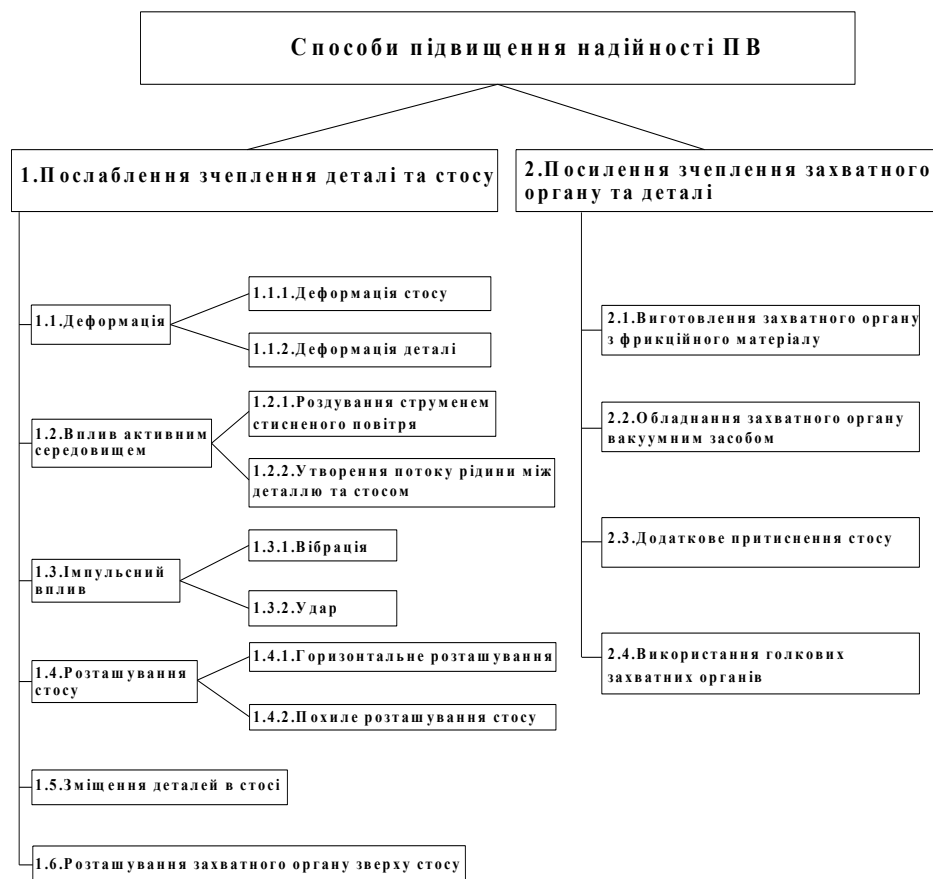 Способи підвищення надійності ПВ
1.Послаблення зчеплення деталі та стосу
2.Посилення зчеплення захватного
органу та деталі
1.1.Деформація
1.1.1.Деформація стосу
1.1.2.Деформація деталі
1.2.Вплив активним
середовищем
1.2.1.Роздування струменем
стисненого повітря
1.2.2.Утворення потоку рідини між
деталлю та стосом
1.3.Імпульсний
вплив
1.3.1.Вібрація
1.3.2.Удар
1.4.Розташування
стосу
1.4.1.Горизонтальне розташування
1.4.2.Похиле розташування стосу
1.5.Зміщення деталей в стосі
1.6.Розташування захватного органу зверху стосу
2.1.Виготовлення захватного органу
з фрикційного матеріалу
2.2.Обладнання захватного органу
вакуумним засобом
2.3.Додаткове притиснення стосу
2.4.Використання голкових
захватних органів